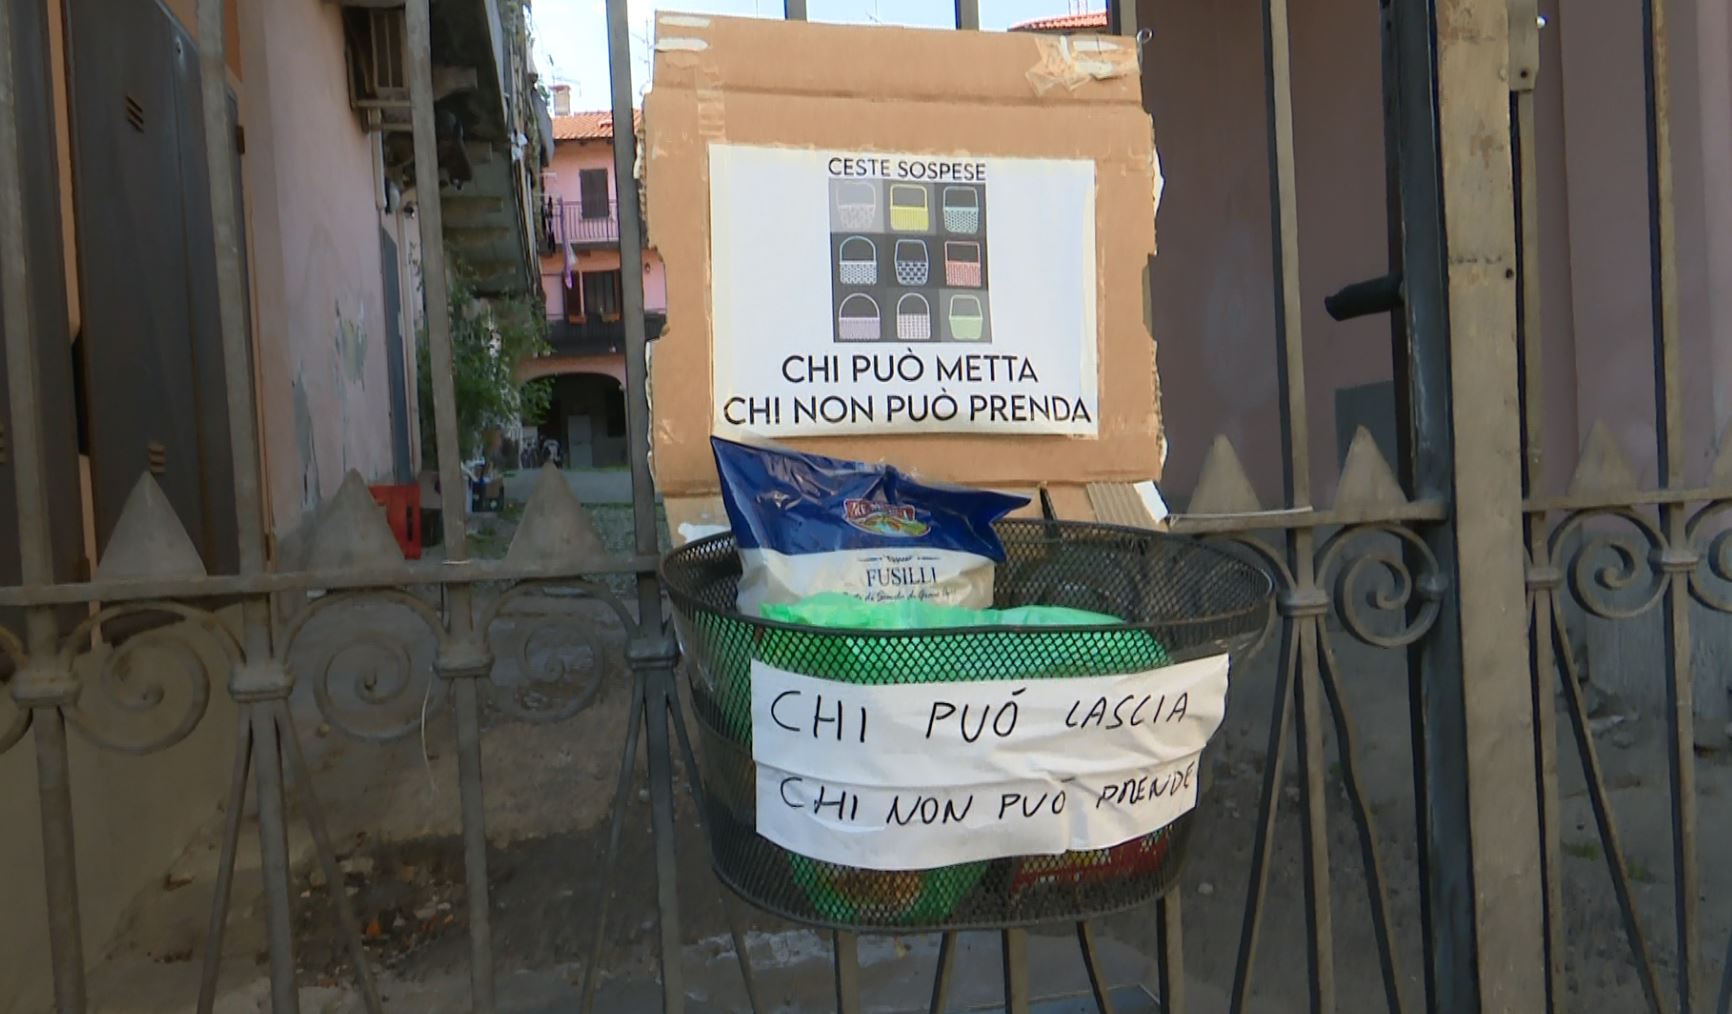 CESTE SOSPESE
CHI PUÒ METTA
CHI NON PUÒ PRENDA
FUSILLI
CHI PUÓ LASCIA
CHI NON PUÓ PRENDE